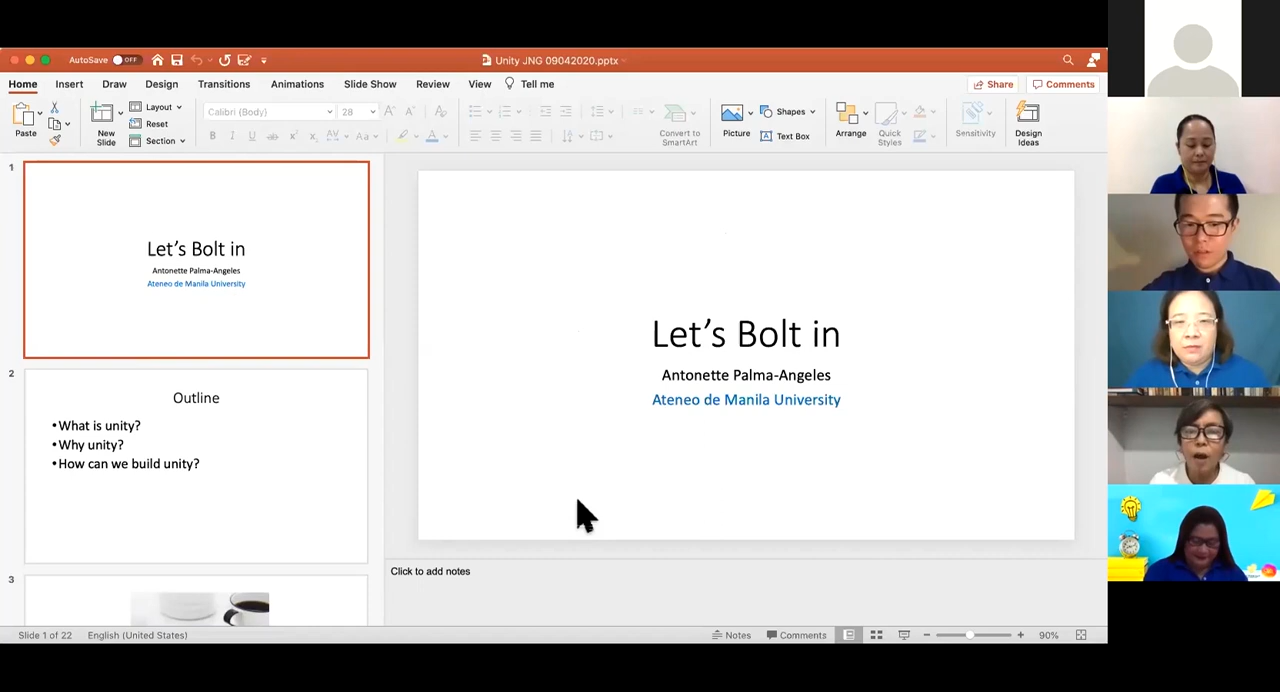 AutoSave OFF
Unity JNG 09042020.pptx
Home Insert Draw Design Transitions Animations Slide Show Review View Tell me
Share Comments
Paste
New Slide
Layout
Reset
Section
Calibri (Body) 28
Convert to SmartArt
Picture
Shapes
Text Box
Arrange
Quick Styles
Sensitivity
Design Ideas
1
Let's Bolt in
Antonette Palma-Angeles
Ateneo de Manila University
2
Outline
•What is unity?
•Why unity?
•How can we build unity?
3
Let's Bolt in
Antonette Palma-Angeles
Ateneo de Manila University
Click to add notes
Slide 1 of 22 English (United States)
Notes Comments 90%